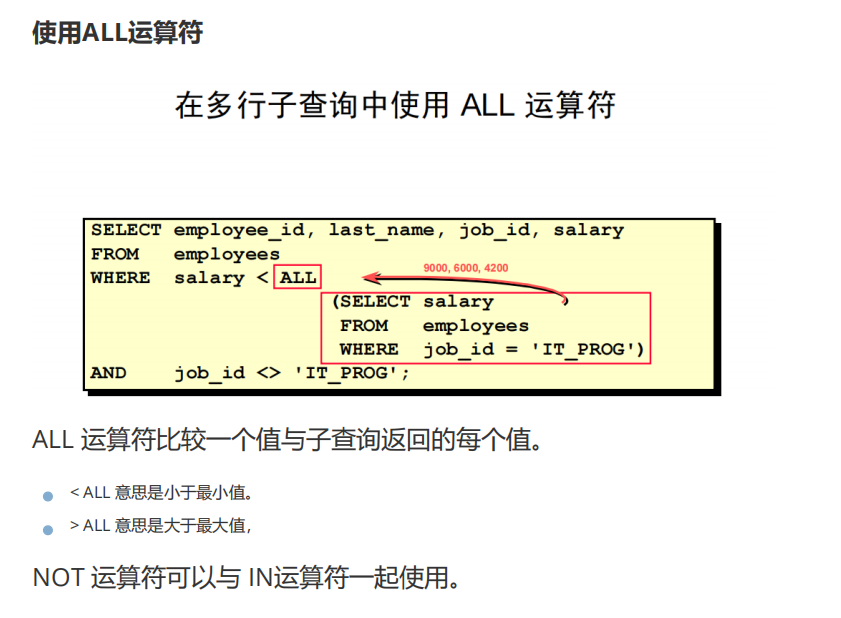 使用ALL运算符
在多行子查询中使用 ALL 运算符
SELECT employee_id, last_name, job_id, salary
FROM employees
WHERE salary < ALL
9000, 6000, 4200
(SELECT salary
FROM employees
WHERE job_id = 'IT_PROG')
AND job_id <> 'IT_PROG';
ALL 运算符比较一个值与子查询返回的每个值。
< ALL 意思是小于最小值。
> ALL 意思是大于最大值,
NOT 运算符可以与 IN运算符一起使用。